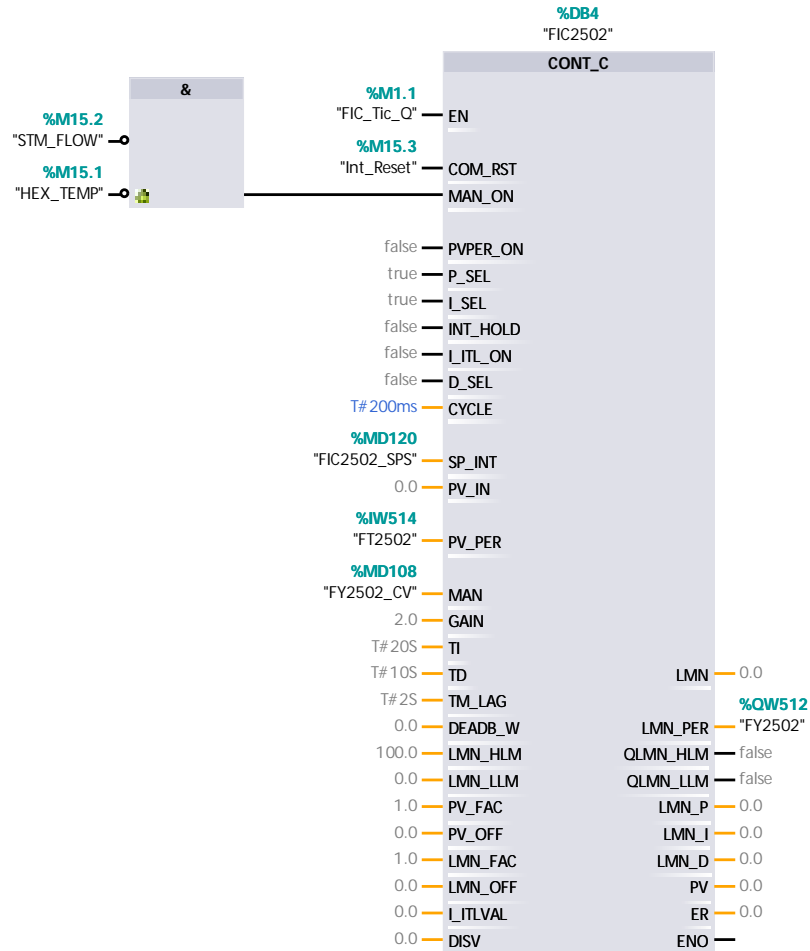 %DB4
"FIC2502"
CONT_C
&
%M1.1
"FIC_Tic_Q" EN
%M15.2
"STM_FLOW"
%M15.3
"Int_Reset" COM_RST
%M15.1
"HEX_TEMP" MAN_ON
false PVPER_ON
true P_SEL
true I_SEL
false INT_HOLD
false I_ITL_ON
false D_SEL
T#200ms CYCLE
%MD120
"FIC2502_SPS" SP_INT
0.0 PV_IN
%IW514
"FT2502" PV_PER
%MD108
"FY2502_CV" MAN
2.0 GAIN
T#20S TI
T#10S TD LMN 0.0
T#2S TM_LAG
%QW512
0.0 DEADB_W LMN_PER "FY2502"
100.0 LMN_HLM QLMN_HLM false
0.0 LMN_LLM QLMN_LLM false
1.0 PV_FAC LMN_P 0.0
0.0 PV_OFF LMN_I 0.0
1.0 LMN_FAC LMN_D 0.0
0.0 LMN_OFF PV 0.0
0.0 I_ITLVAL ER 0.0
0.0 DISV ENO